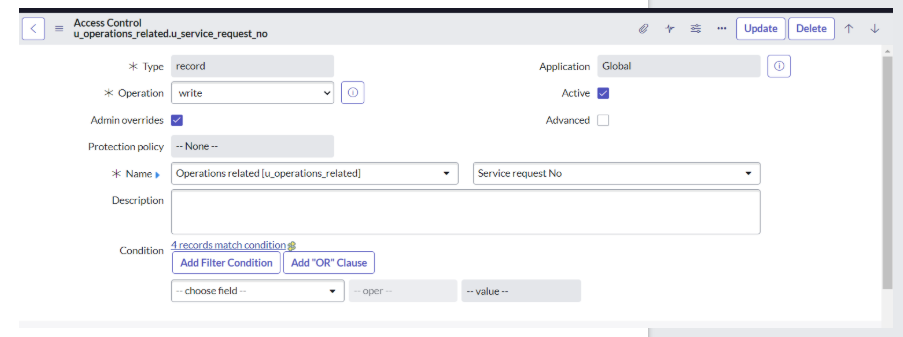 Access Control
u_operations_related.u_service_request_no
Update Delete
* Type record Application Global
* Operation write Active
Admin overrides Advanced
Protection policy -- None --
* Name Operations related [u_operations_related] Service request No
Description
Condition 4 records match condition
Add Filter Condition Add "OR" Clause
-- choose field -- -- oper -- -- value --